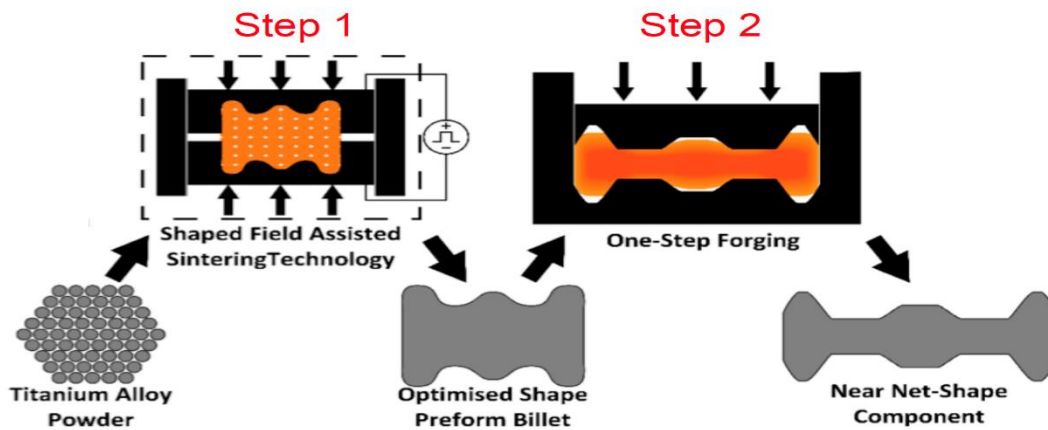 Step 1
Step 2
Shaped Field Assisted
SinteringTechnology
One-Step Forging
Titanium Alloy
Powder
Optimised Shape
Preform Billet
Near Net-Shape
Component